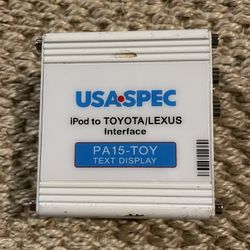 USA SPEC
iPod to TOYOTA/LEXUS
Interface
PA15-TOY
TEXT DISPLAY